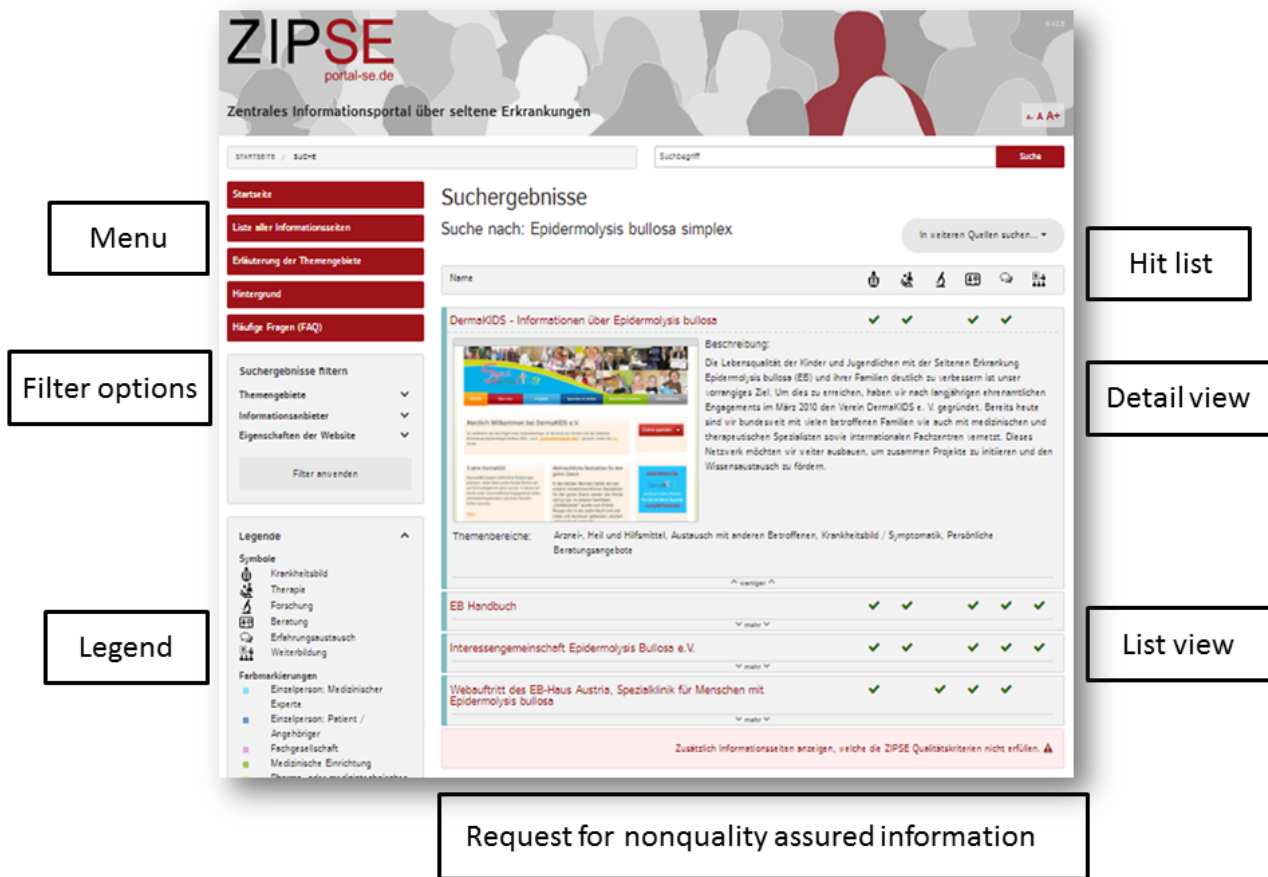 ZIPSE
portal-se.de
Zentrales Informationsportal über seltene Erkrankungen
0.43.8
A- A A+
STARTSEITE / SUCHE
Suchbegriff
Suche
Startseite
Liste aller Informationsseiten
Erläuterung der Themengebiete
Hintergrund
Häufige Fragen (FAQ)
Menu
Filter options
Legend
Suchergebnisse filtern
Themengebiete
Informationsanbieter
Eigenschaften der Website
Filter anwenden
Legende
Symbole
Krankheitsbild
Therapie
Forschung
Beratung
Erfahrungsaustausch
Weiterbildung
Farbmarkierungen
Einzelperson: Medizinischer
Experte
Einzelperson: Patient /
Angehöriger
Fachgesellschaft
Medizinische Einrichtung
Pharma- oder medizintechnisches
Suchergebnisse
Suche nach: Epidermolysis bullosa simplex
In weiteren Quellen suchen...
Name
DermaKIDS - Informationen über Epidermolysis bullosa
Herzlich Willkommen bei DermaKIDS e.V.
Beschreibung:
Die Lebensqualität der Kinder und Jugendlichen mit der Seltenen Erkrankung
Epidermolysis bullosa (EB) und ihrer Familien deutlich zu verbessern ist unser
vorrangiges Ziel. Um dies zu erreichen, haben wir nach langjährigen ehrenamtlichen
Engagements im März 2010 den Verein DermaKIDS e. V. gegründet. Bereits heute
sind wir bundesweit mit vielen betroffenen Familien wie auch mit medizinischen und
therapeutischen Spezialisten sowie internationalen Fachzentren vernetzt. Dieses
Netzwerk möchten wir weiter ausbauen, um zusammen Projekte zu initiieren und den
Wissensaustausch zu fördern.
Themenbereiche: Arznei-, Heil und Hilfsmittel, Austausch mit anderen Betroffenen, Krankheitsbild / Symptomatik, Persönliche
Beratungsangebote
weniger
EB Handbuch
mehr
Interessengemeinschaft Epidermolysis Bullosa e.V.
mehr
Webauftritt des EB-Haus Austria, Spezialklinik für Menschen mit
Epidermolysis bullosa
mehr
Zusätzlich Informationsseiten anzeigen, welche die ZIPSE Qualitätskriterien nicht erfüllen.
Hit list
Detail view
List view
Request for nonquality assured information